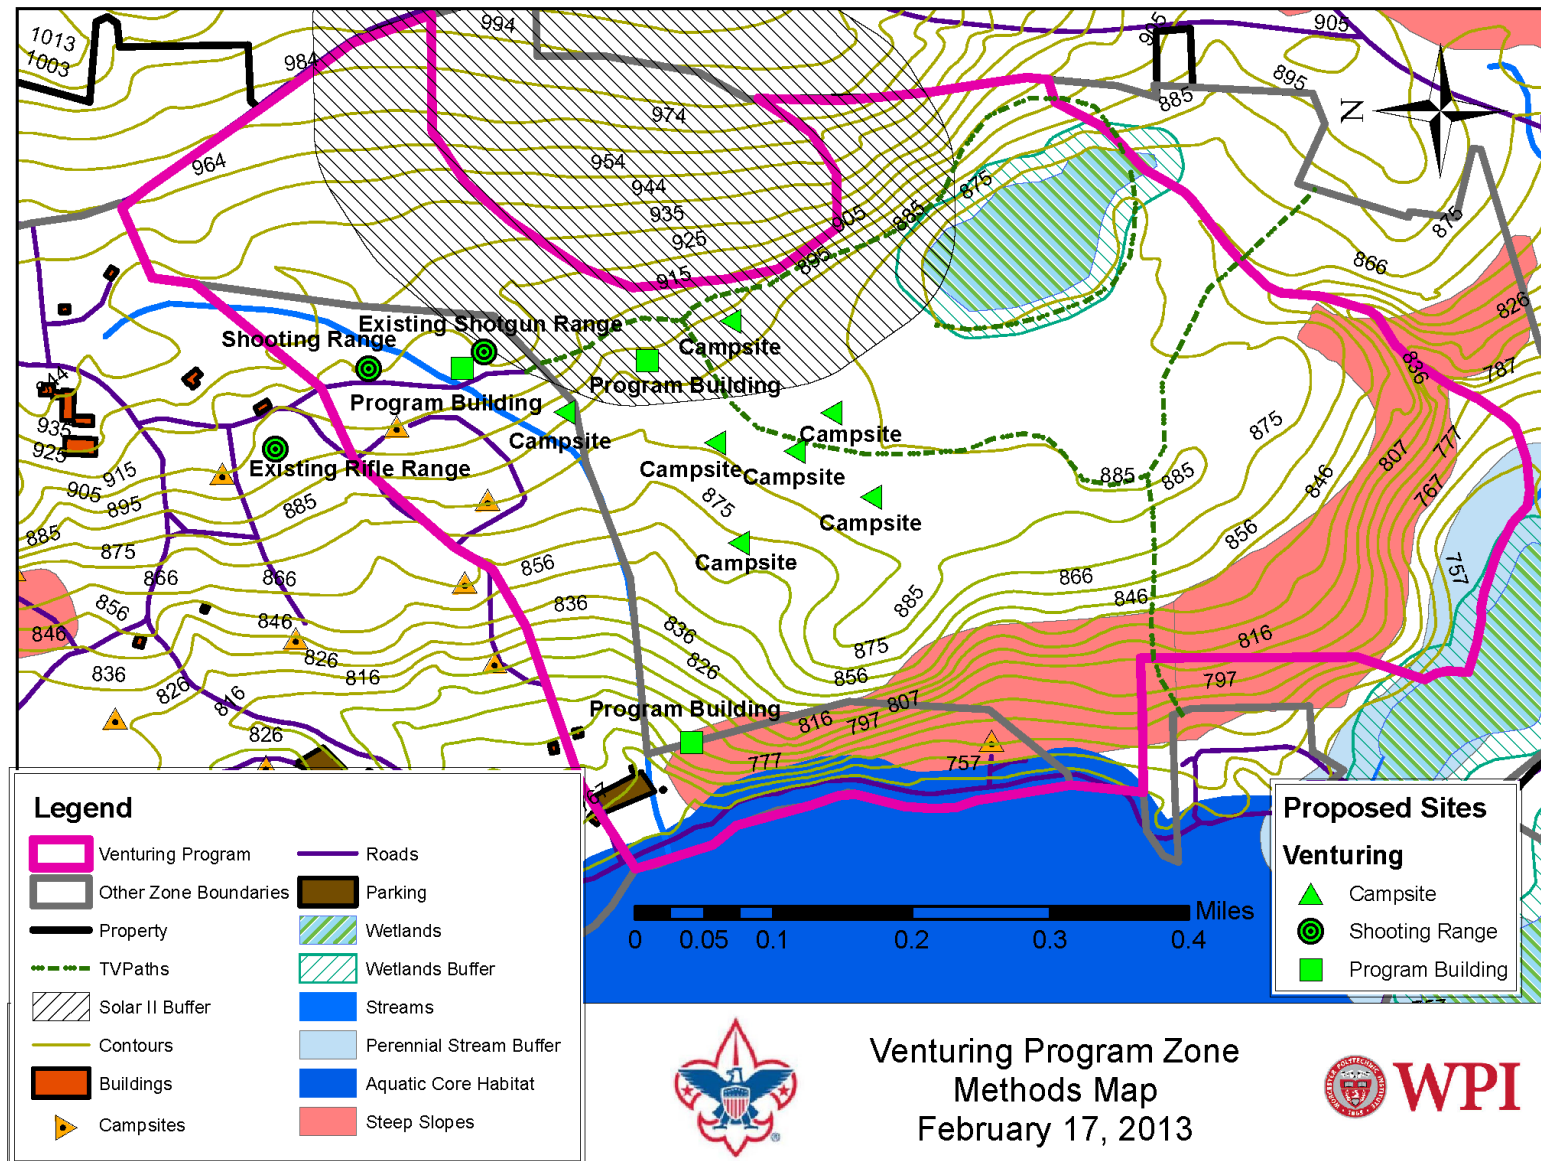 994
905
905
1013
1003
984
895
885
N
974
964
954
944
935
925
915
905
895
885
875
875
866
826
836
787
Existing Shotgun Range
Shooting Range
Campsite
Program Building
Program Building
Campsite
Campsite
Campsite
Campsite
Campsite
Campsite
Existing Rifle Range
844
935
925
915
905
895
885
885
875
866
866
856
846
846
836
826
826
816
816
826
875
885
885
875
846
856
807
777
767
757
856
836
836
826
866
846
885
875
856
816
797
Program Building
816
797
807
777
757
Legend
Venturing Program
Other Zone Boundaries
Property
TVPaths
Solar II Buffer
Contours
Buildings
Campsites
Roads
Parking
Wetlands
Wetlands Buffer
Streams
Perennial Stream Buffer
Aquatic Core Habitat
Steep Slopes
Miles
0 0.05 0.1 0.2 0.3 0.4
Proposed Sites
Venturing
Campsite
Shooting Range
Program Building
Venturing Program Zone
Methods Map
February 17, 2013
WORCESTER POLYTECHNIC INSTITUTE
1865
WPI